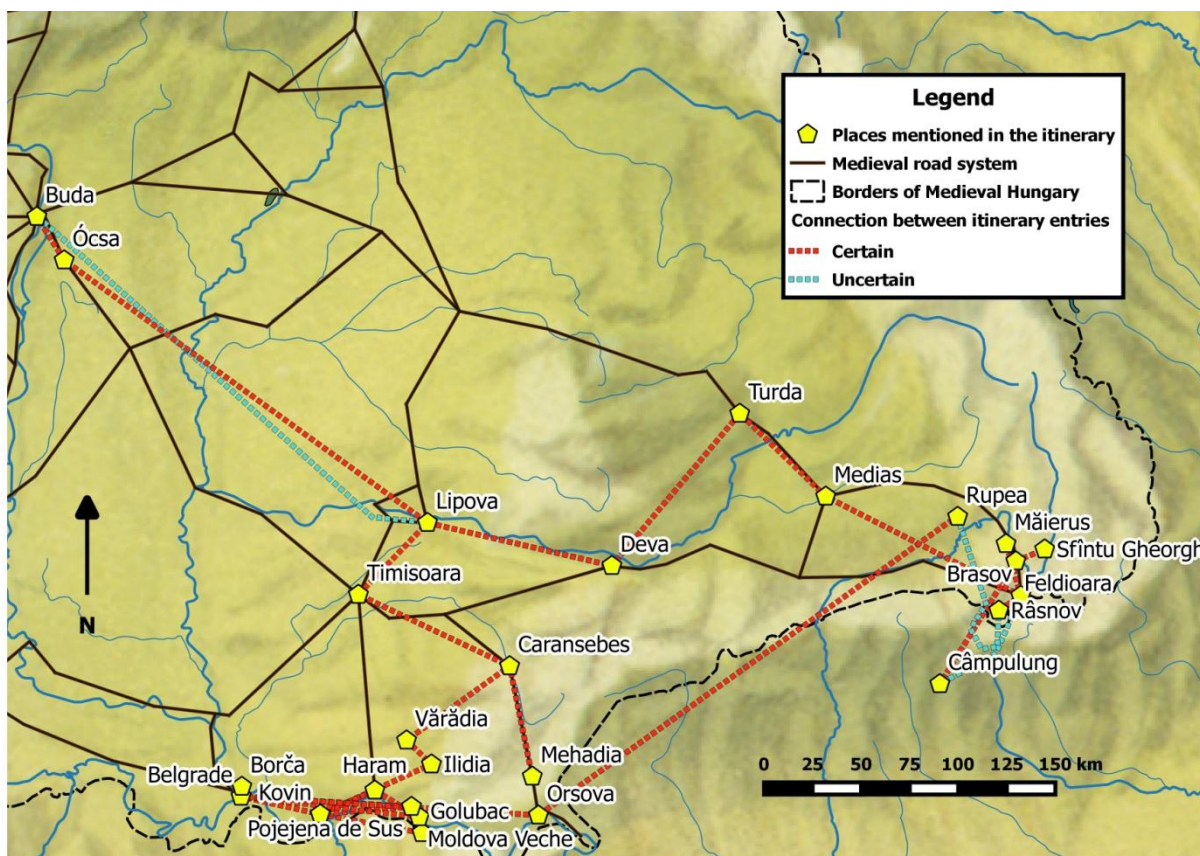 Legend
Places mentioned in the itinerary
Medieval road system
Borders of Medieval Hungary
Connection between itinerary entries
Certain
Uncertain
Buda
Ócsa
Turda
Medias
Rupea
Măierus
Sfîntu Gheorgh
Lipova
Deva
Brasov
Feldioara
Timisoara
Râsnov
N
Caransebes
Câmpulung
Vărădia
Mehadia
Haram
Ilidia
Borča
Belgrade
Kovin
Orsova
Golubac
Pojejena de Sus
Moldova Veche
0 25 50 75 100 125 150 km